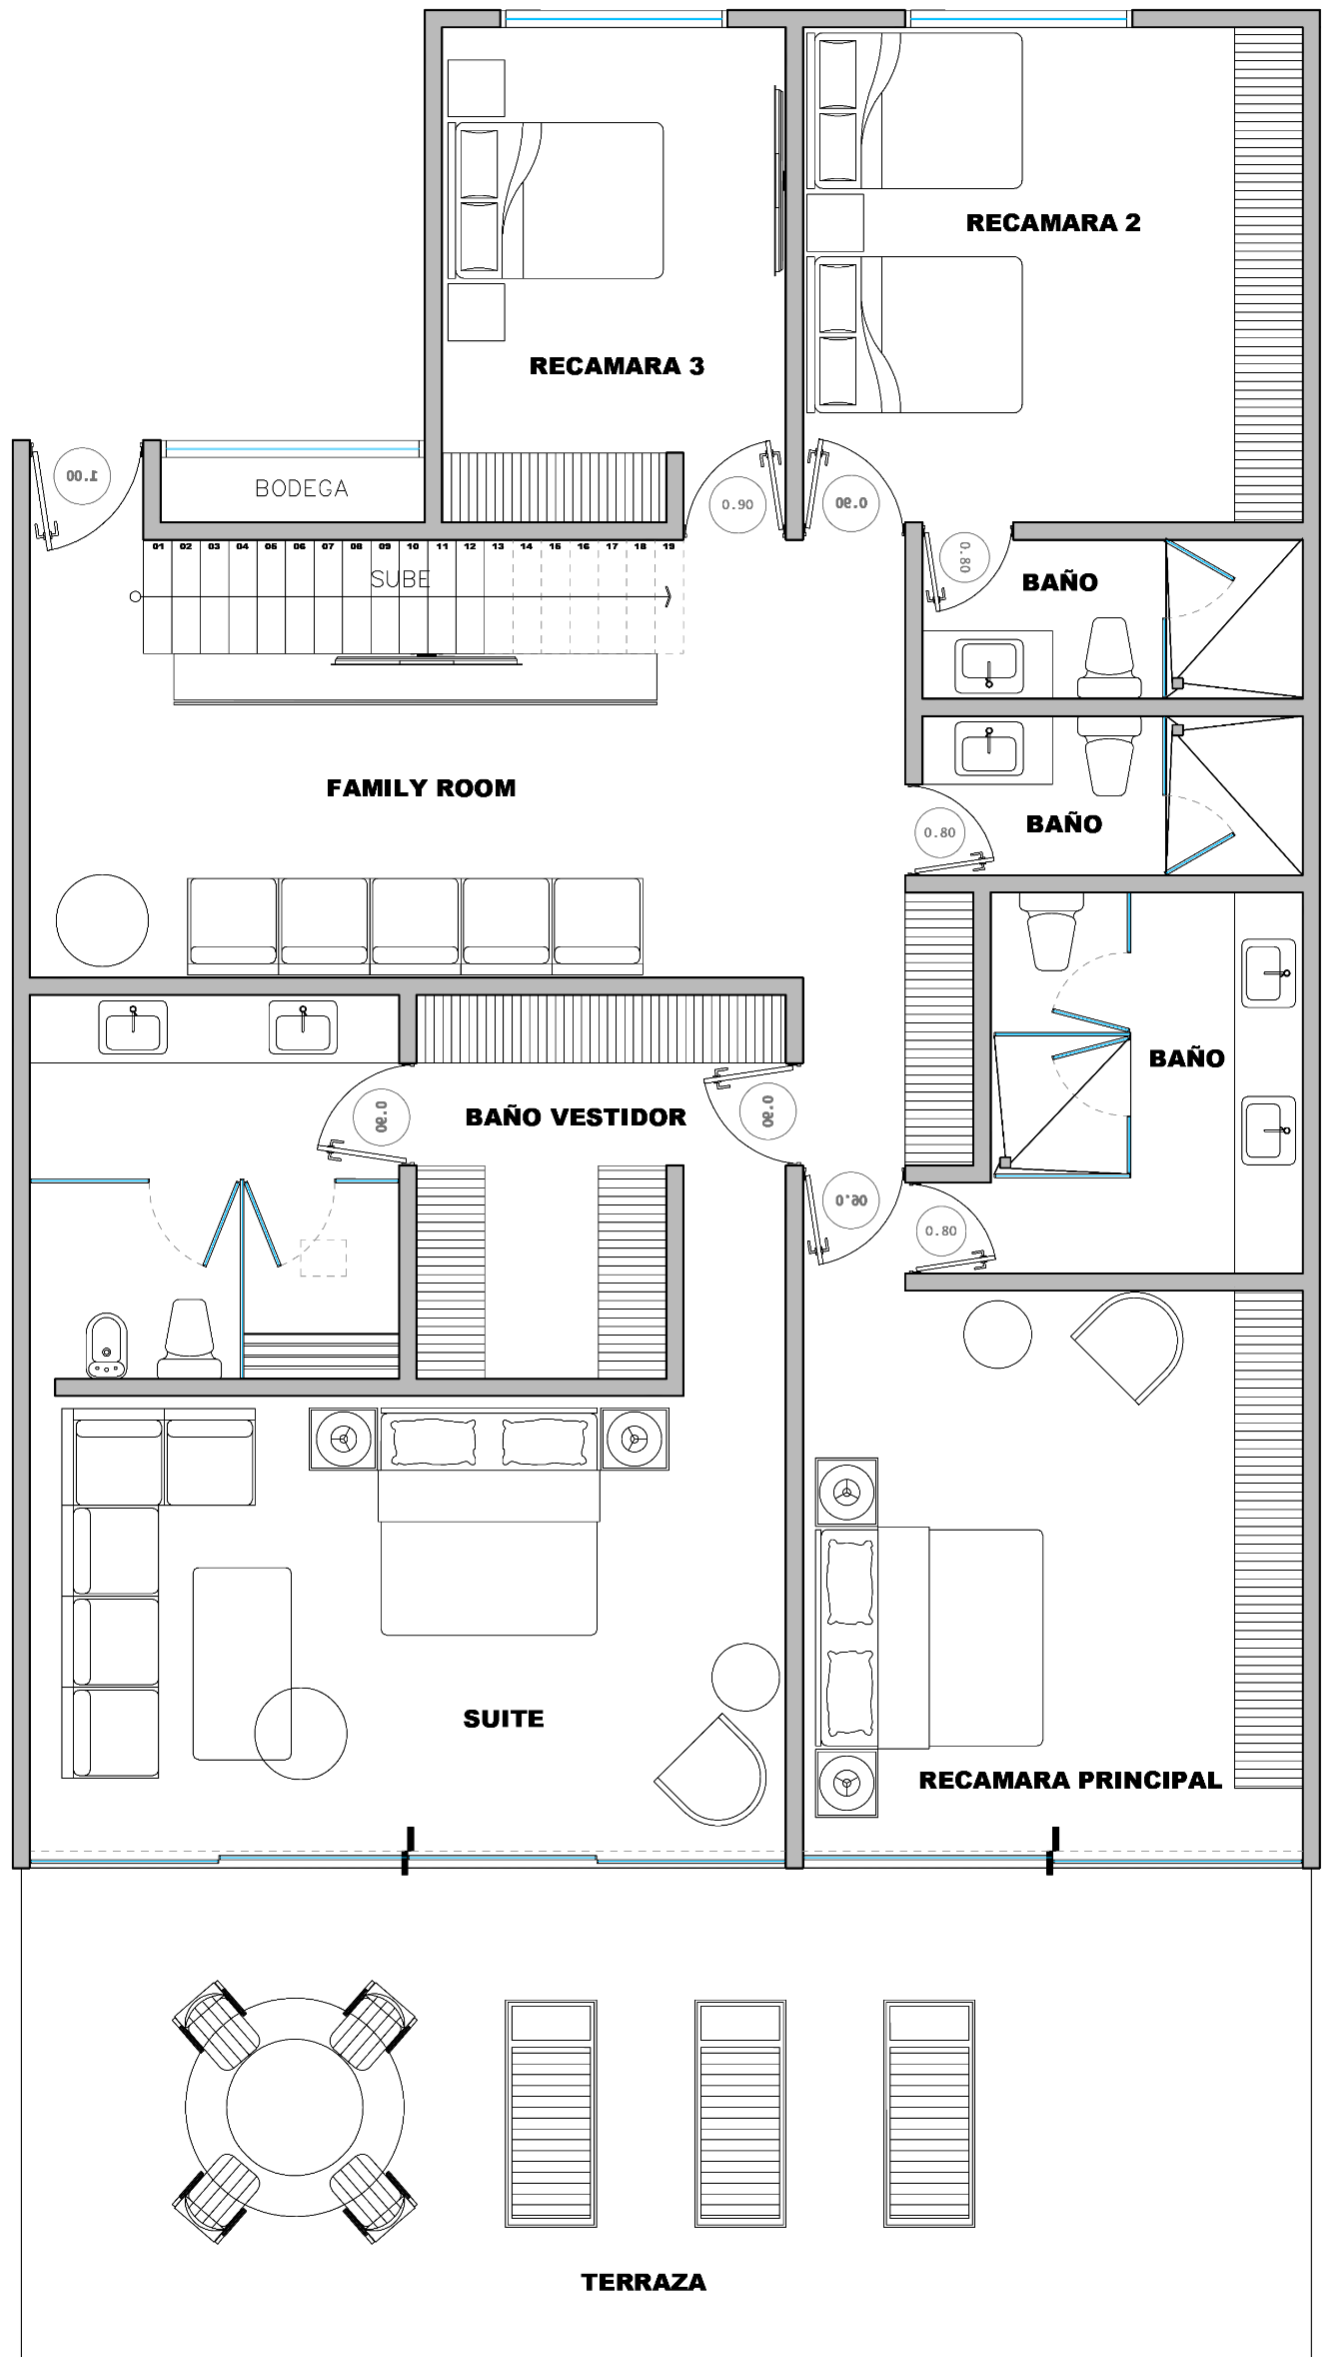 RECAMARA 2
RECAMARA 3
1.00
BODEGA
0.90
0.90
01 02 03 04 05 06 07 08 09 10 11 12 13 14 15 16 17 18 19
SUBE
0.80
BAÑO
FAMILY ROOM
0.80
BAÑO
BAÑO
0.90
BAÑO VESTIDOR
0.90
0.90
0.80
SUITE
RECAMARA PRINCIPAL
TERRAZA